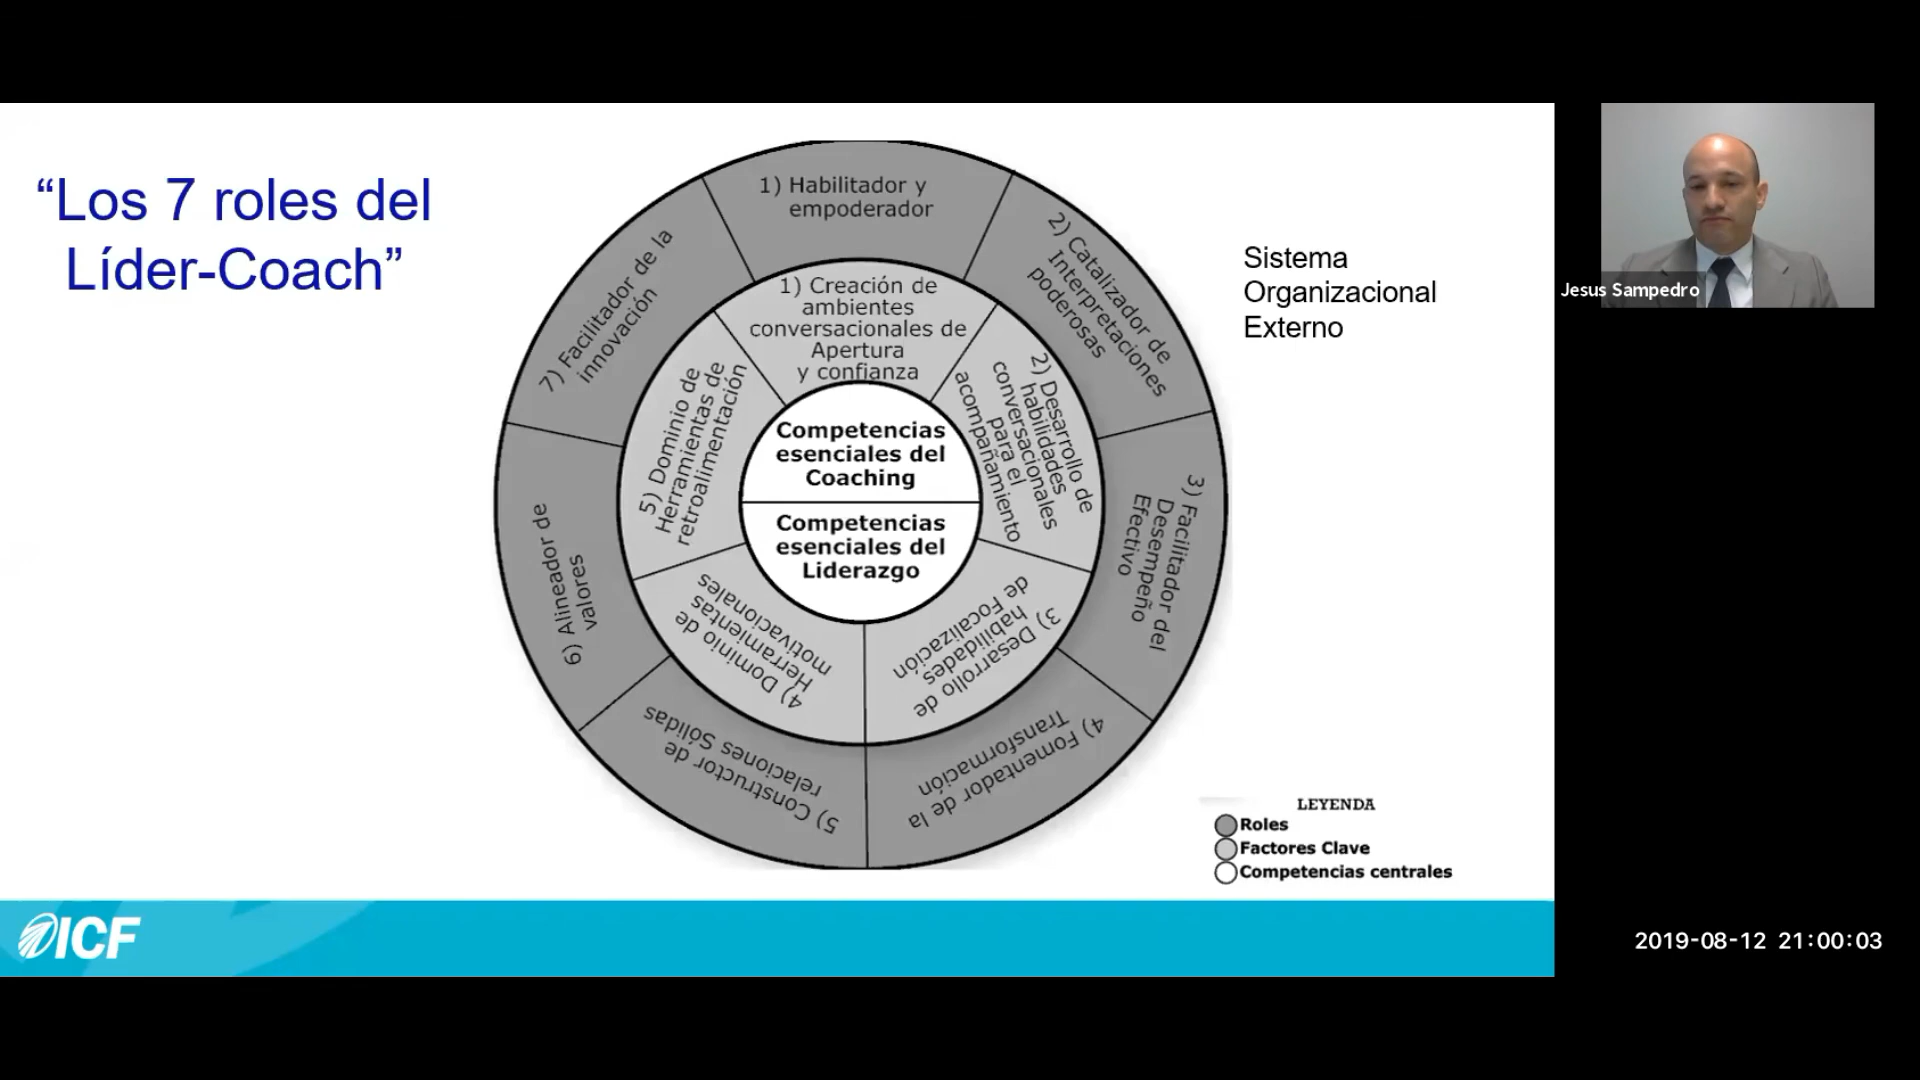 “Los 7 roles del
Líder-Coach”
1) Habilitador y
empoderador
2) Catalizador de
Interpretaciones
poderosas
3) Facilitador del
Desempeño
Efectivo
4) Fomentador de la
Transformación
5) Constructor de
relaciones Sólidas
6) Alineador de
valores
7) Facilitador de la
innovación
1) Creación de
ambientes
conversacionales de
Apertura
y confianza
2) Desarrollo de
habilidades
conversacionales
para el
acompañamiento
3) Desarrollo de
habilidades
de Focalización
4) Dominio de
Herramientas
motivacionales
5) Dominio de
Herramientas de
retroalimentación
Competencias
esenciales del
Coaching
Competencias
esenciales del
Liderazgo
Sistema
Organizacional
Externo
LEYENDA
Roles
Factores Clave
Competencias centrales
ICF
Jesus Sampedro
2019-08-12 21:00:03